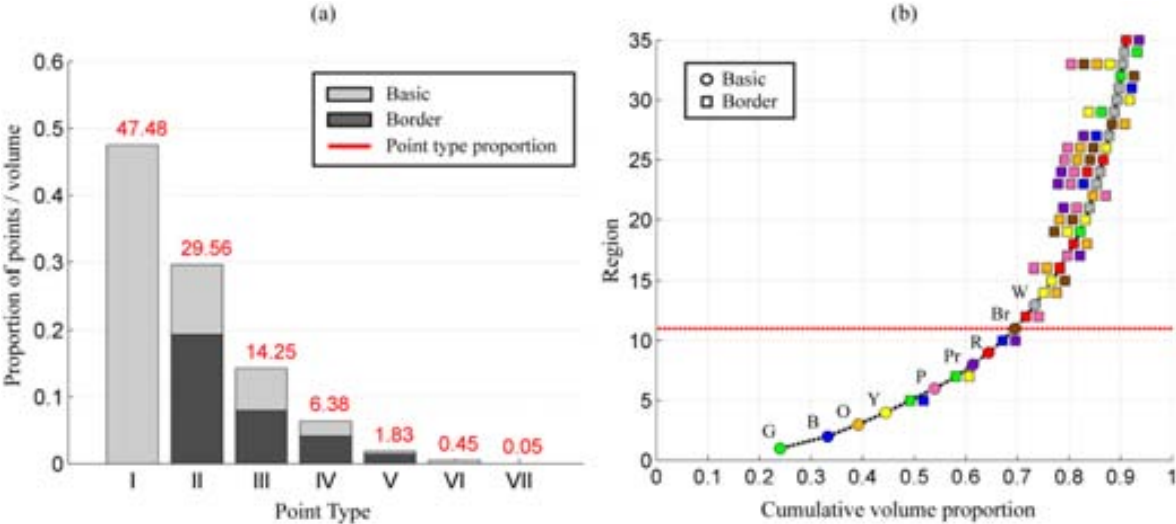 (a)
0.6
0.5
0.4
0.3
0.2
0.1
0
Proportion of points / volume
47.48
29.56
14.25
6.38
1.83
0.45
0.05
Basic
Border
Point type proportion
I II III IV V VI VII
Point Type
(b)
35
30
25
20
15
10
5
0
Region
Basic
Border
W
Br
R
Pr
P
Y
O
B
G
0 0.1 0.2 0.3 0.4 0.5 0.6 0.7 0.8 0.9 1
Cumulative volume proportion